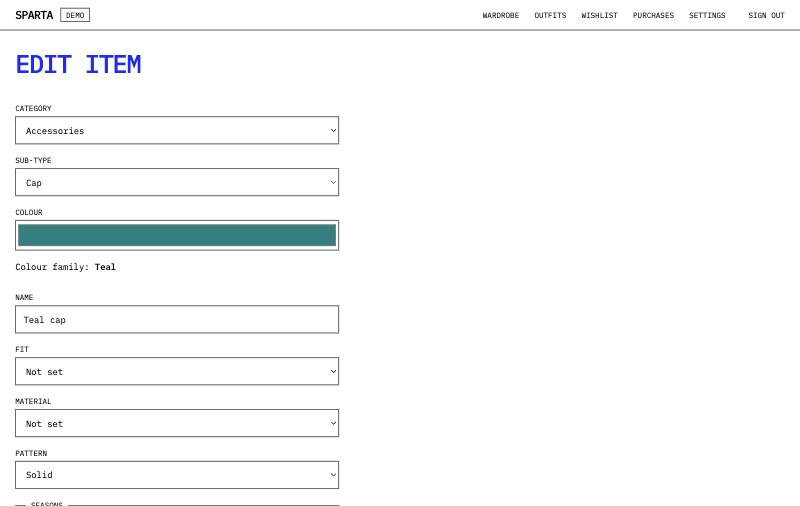 SPARTA DEMO WARDROBE OUTFITS WISHLIST PURCHASES SETTINGS SIGN OUT
EDIT ITEM
CATEGORY
Accessories
SUB-TYPE
Cap
COLOUR
Colour family: Teal
NAME
Teal cap
FIT
Not set
MATERIAL
Not set
PATTERN
Solid
SEASONS